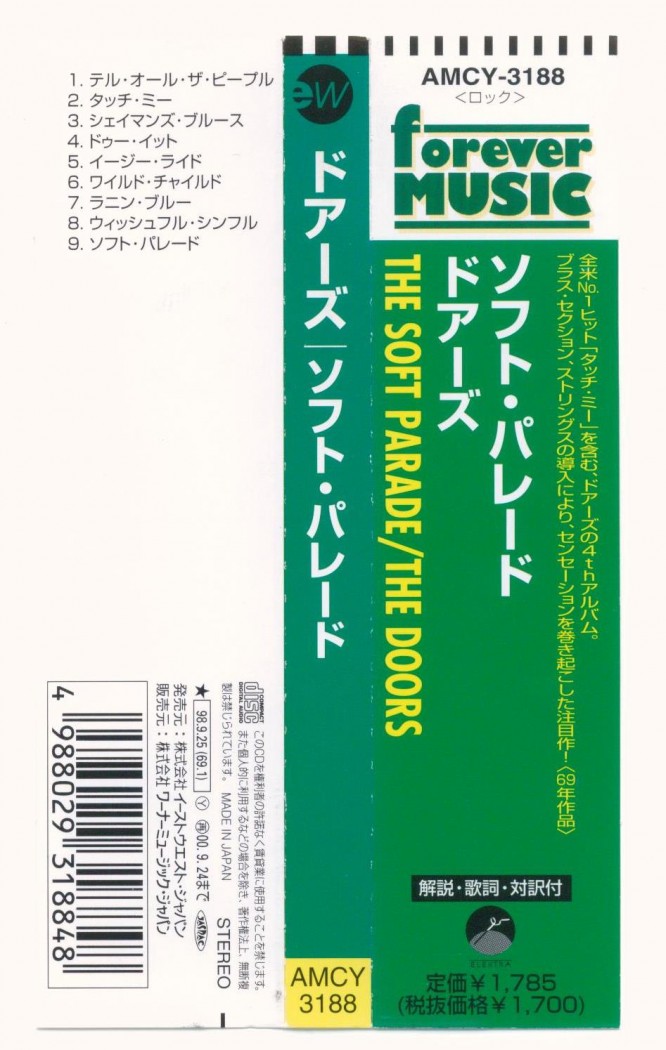 1. テル・オール・ザ・ピープル
2. タッチ・ミー
3. シェイマンズ・ブルース
4. ドゥー・イット
5. イージー・ライド
6. ワイルド・チャイルド
7. ラニン・ブルー
8. ウィッシュフル・シンフル
9. ソフト・パレード
COMPACT
disc
DIGITAL AUDIO
このCDを権利者の許諾なく賃貸業に使用することを禁じます。
また個人的に利用するなどの場合を除き、著作権法上、無断複
製は禁じられています。 MADE IN JAPAN
STEREO
★ 98.9.25 (69.1) Ⓨ 再00.9.24まで JASRAC
発売元：株式会社イーストウエスト・ジャパン
販売元：株式会社ワーナーミュージック・ジャパン
4 988029 318848
ew
ドアーズ｜ソフト・パレード
AMCY
3188
AMCY-3188
<ロック>
forever
MUSIC
全米No.1ヒット「タッチ・ミー」を含む、ドアーズの4thアルバム。
ブラス・セクション、ストリングスの導入により、センセーションを巻き起こした注目作！〈69年作品〉
ソフト・パレード
ドアーズ
THE SOFT PARADE/THE DOORS
解説・歌詞・対訳付
ELEKTRA
定価￥1,785
(税抜価格￥1,700)